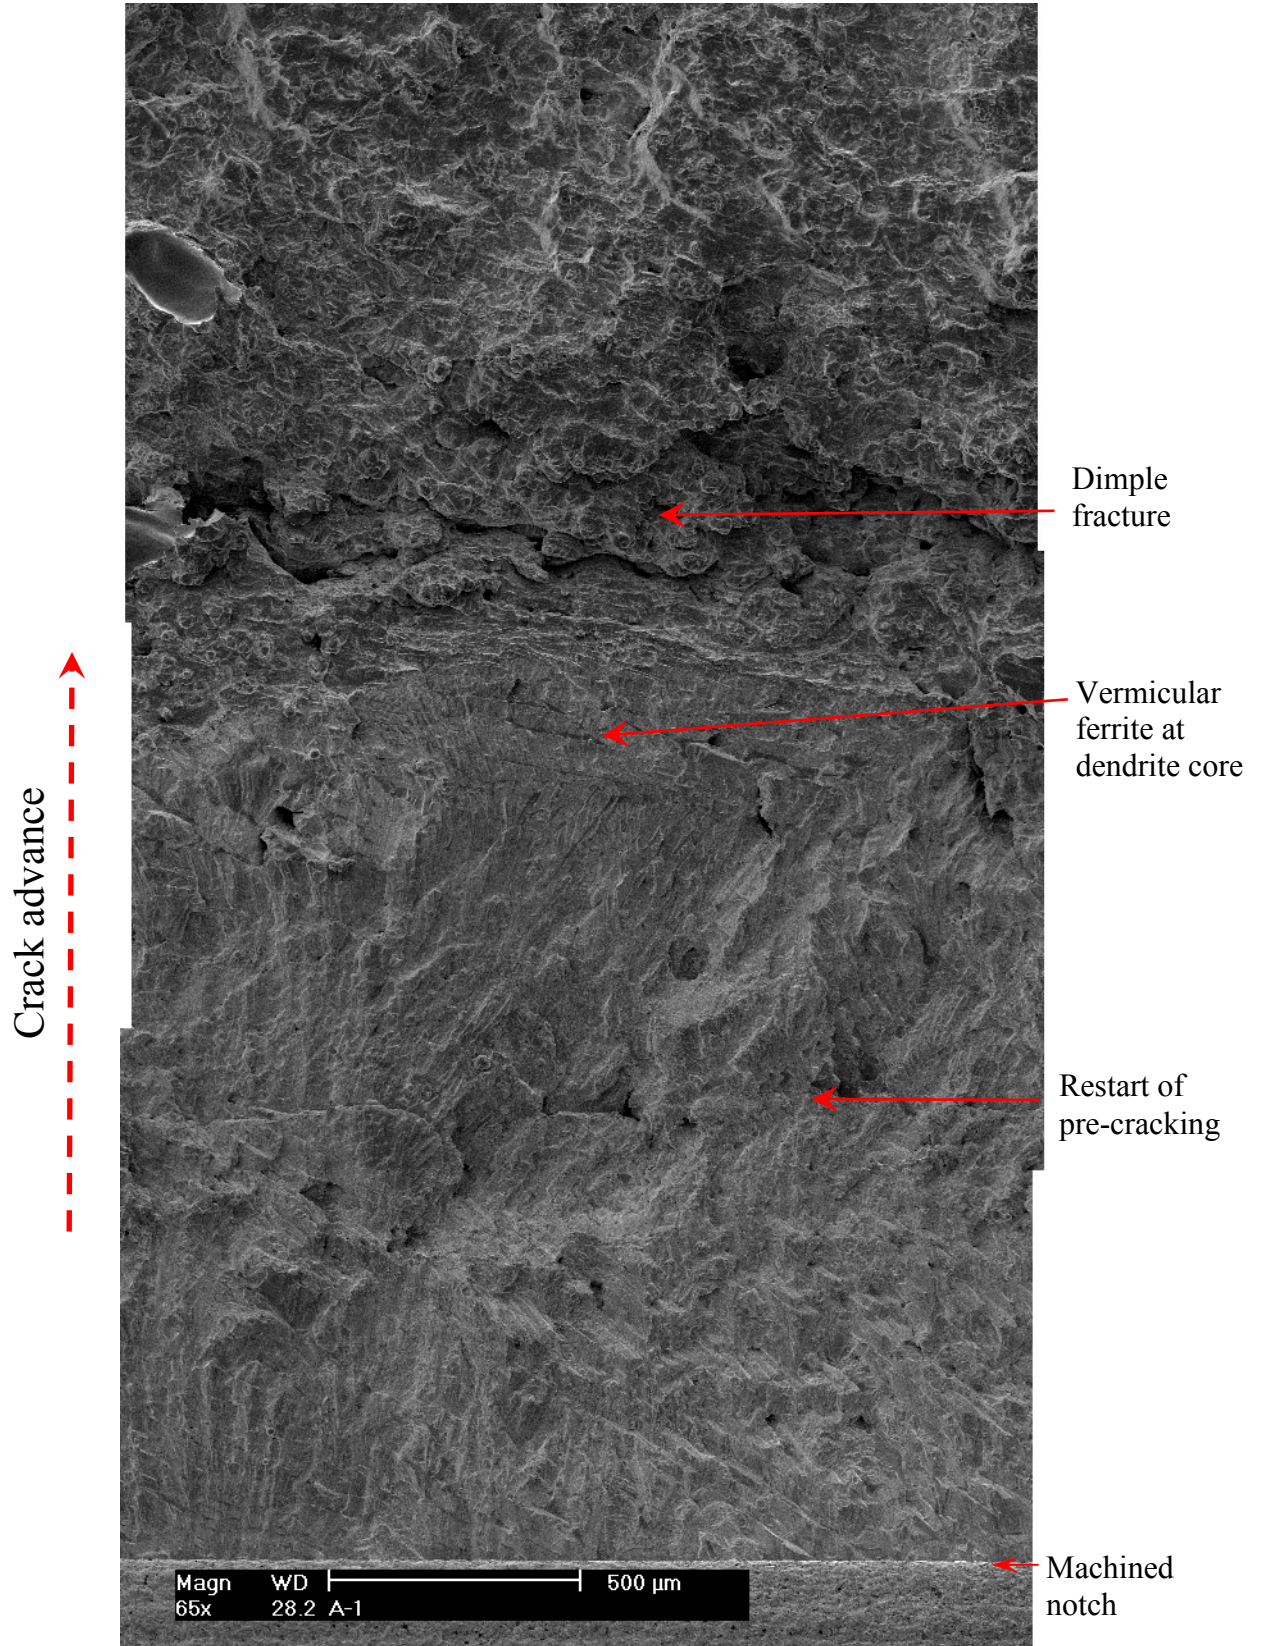 Dimple
fracture
Vermicular
ferrite at
dendrite core
Crack advance
Restart of
pre-cracking
Machined
notch
Magn WD 500 µm
65x 28.2 A-1